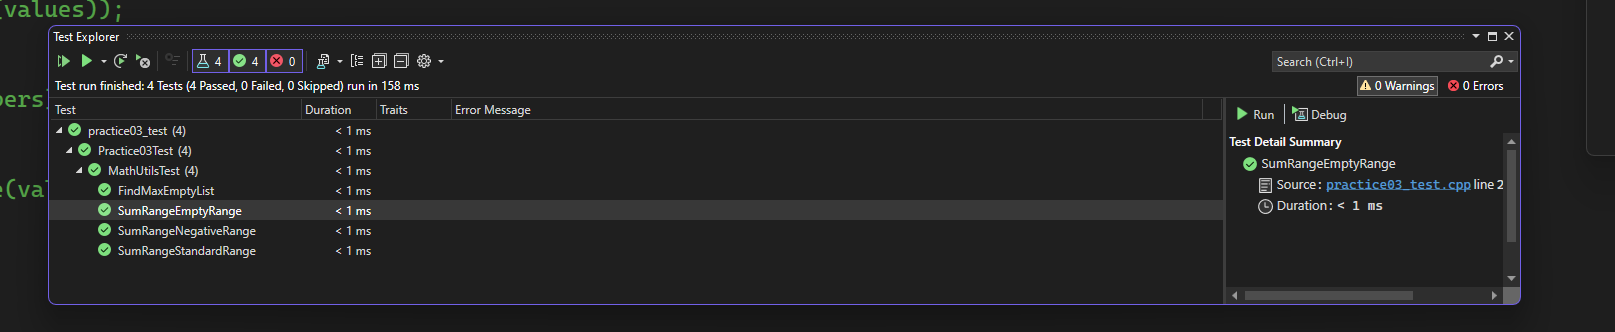 (values));
Test Explorer
4 4 0
Search (Ctrl+I)
Test run finished: 4 Tests (4 Passed, 0 Failed, 0 Skipped) run in 158 ms
0 Warnings 0 Errors
Test Duration Traits Error Message
practice03_test (4) < 1 ms
Practice03Test (4) < 1 ms
MathUtilsTest (4) < 1 ms
FindMaxEmptyList < 1 ms
SumRangeEmptyRange < 1 ms
SumRangeNegativeRange < 1 ms
SumRangeStandardRange < 1 ms
Run Debug
Test Detail Summary
SumRangeEmptyRange
Source: practice03_test.cpp line 2
Duration: < 1 ms
bers
e(va